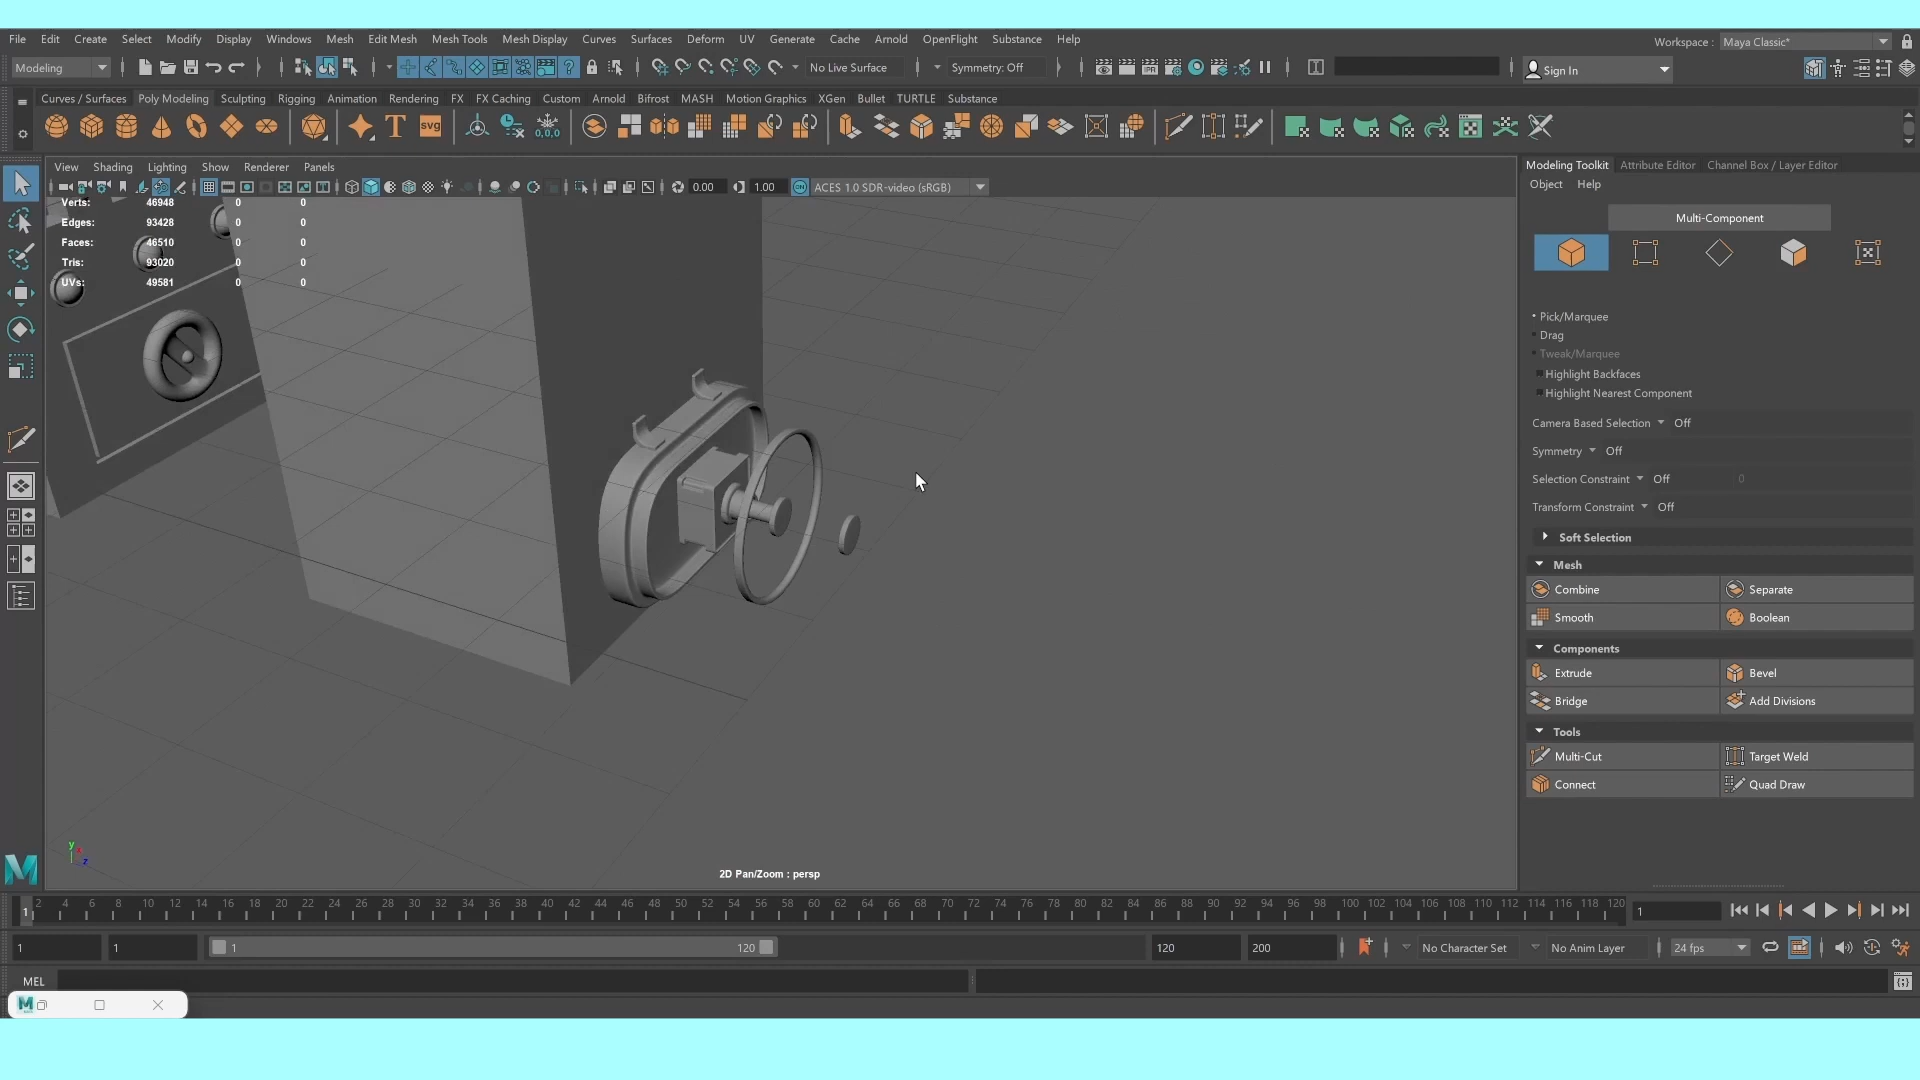 File Edit Create Select Modify Display Windows Mesh Edit Mesh Mesh Tools Mesh Display Curves Surfaces Deform UV Generate Cache Arnold OpenFlight Substance Help
Workspace : Maya Classic*
Modeling No Live Surface Symmetry: Off Sign In
Curves / Surfaces Poly Modeling Sculpting Rigging Animation Rendering FX FX Caching Custom Arnold Bifrost MASH Motion Graphics XGen Bullet TURTLE Substance
View Shading Lighting Show Renderer Panels
0.00 1.00 ACES 1.0 SDR-video (sRGB)
Verts: 46948 0 0
Edges: 93428 0 0
Faces: 46510 0 0
Tris: 93020 0 0
UVs: 49581 0 0
2D Pan/Zoom : persp
Modeling Toolkit Attribute Editor Channel Box / Layer Editor
Object Help
Multi-Component
Pick/Marquee
Drag
Tweak/Marquee
Highlight Backfaces
Highlight Nearest Component
Camera Based Selection Off
Symmetry Off
Selection Constraint Off 0
Transform Constraint Off
Soft Selection
Mesh
Combine Separate
Smooth Boolean
Components
Extrude Bevel
Bridge Add Divisions
Tools
Multi-Cut Target Weld
Connect Quad Draw
1 2 4 6 8 10 12 14 16 18 20 22 24 26 28 30 32 34 36 38 40 42 44 46 48 50 52 54 56 58 60 62 64 66 68 70 72 74 76 78 80 82 84 86 88 90 92 94 96 98 100 102 104 106 108 110 112 114 116 118 120 1
1 1 1 120 120 200 No Character Set No Anim Layer 24 fps
MEL